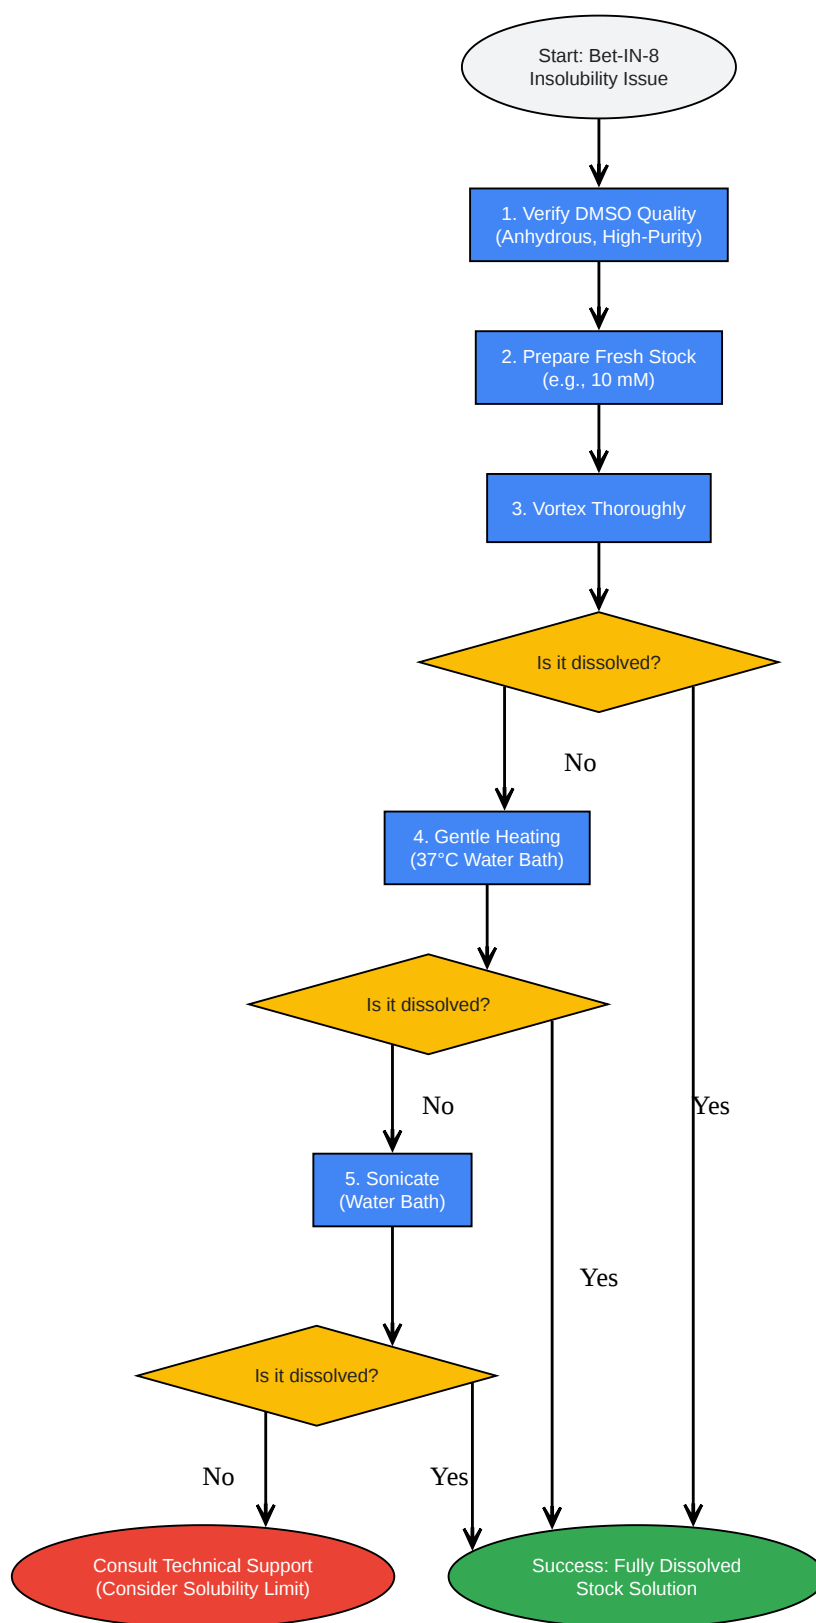 Start: Bet-IN-8
Insolubility Issue
1. Verify DMSO Quality
(Anhydrous, High-Purity)
2. Prepare Fresh Stock
(e.g., 10 mM)
3. Vortex Thoroughly
Is it dissolved?
No
4. Gentle Heating
(37°C Water Bath)
Is it dissolved?
No
Yes
5. Sonicate
(Water Bath)
Yes
Is it dissolved?
No
Yes
Consult Technical Support
(Consider Solubility Limit)
Success: Fully Dissolved
Stock Solution